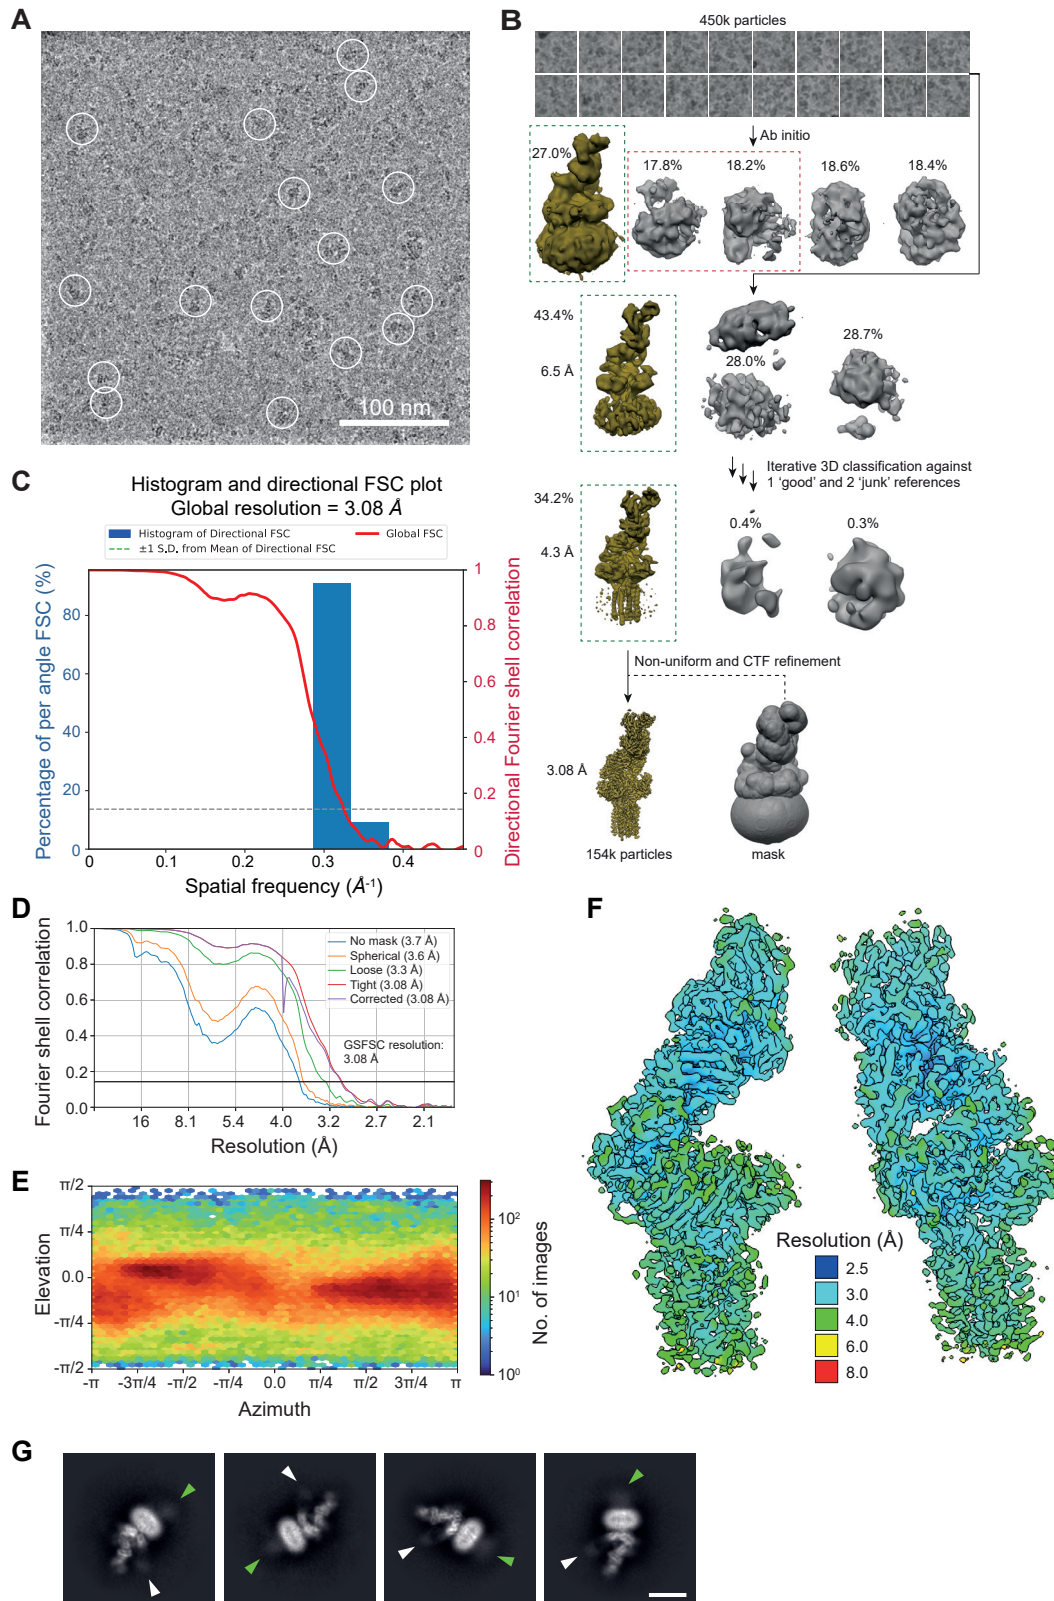 A
100 nm
B
450k particles
Ab initio
27.0%
17.8%
18.2%
18.6%
18.4%
43.4%
6.5 Å
28.0%
28.7%
Iterative 3D classification against
1 ‘good’ and 2 ‘junk’ references
34.2%
4.3 Å
0.4%
0.3%
Non-uniform and CTF refinement
3.08 Å
154k particles
mask
C
Histogram and directional FSC plot
Global resolution = 3.08 Å
Histogram of Directional FSC
Global FSC
±1 S.D. from Mean of Directional FSC
Percentage of per angle FSC (%)
80
60
40
20
0
1
0.8
0.6
0.4
0.2
0
Directional Fourier shell correlation
0
0.1
0.2
0.3
0.4
Spatial frequency (Å⁻¹)
D
Fourier shell correlation
1.0
0.8
0.6
0.4
0.2
0.0
No mask (3.7 Å)
Spherical (3.6 Å)
Loose (3.3 Å)
Tight (3.08 Å)
Corrected (3.08 Å)
GSFSC resolution:
3.08 Å
16
8.1
5.4
4.0
3.2
2.7
2.1
Resolution (Å)
E
Elevation
π/2
π/4
0.0
-π/4
-π/2
-π
-3π/4
-π/2
-π/4
0.0
π/4
π/2
3π/4
π
Azimuth
10²
10¹
10⁰
No. of images
F
Resolution (Å)
2.5
3.0
4.0
6.0
8.0
G